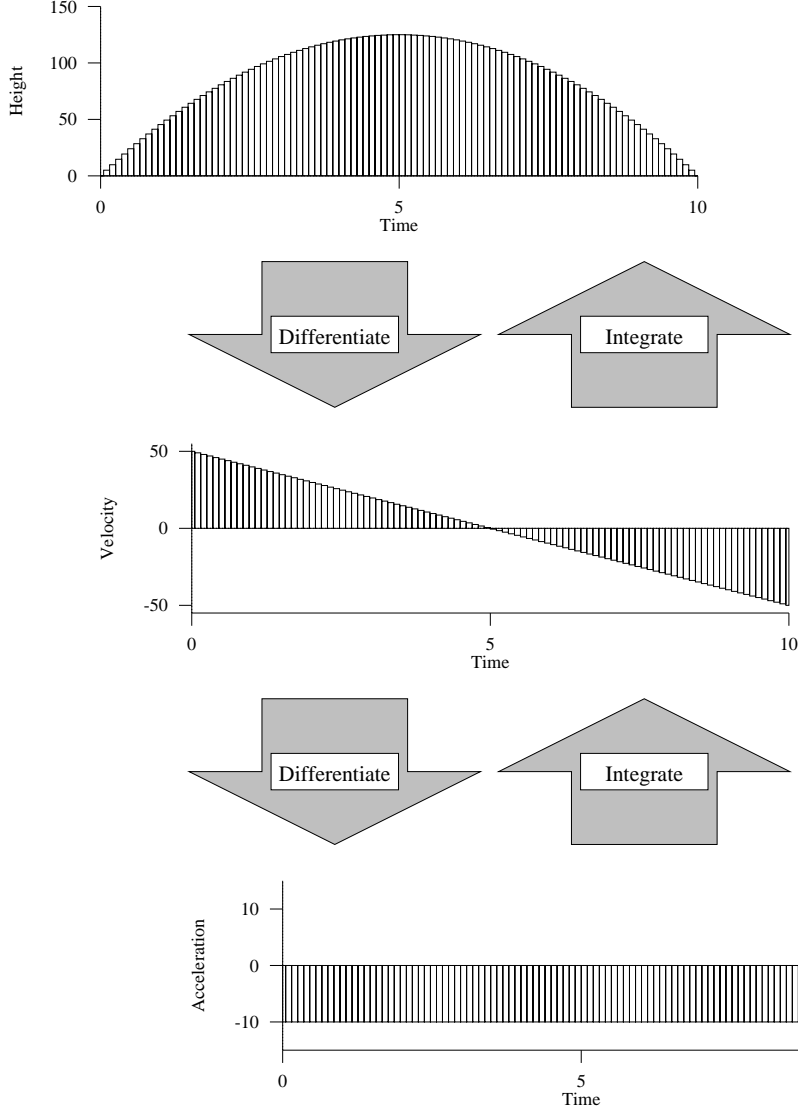 150
100
Height
50
0
0 5 10
Time
Differentiate Integrate
50
Velocity
0
-50
0 5 10
Time
Differentiate Integrate
10
Acceleration
0
-10
0 5
Time